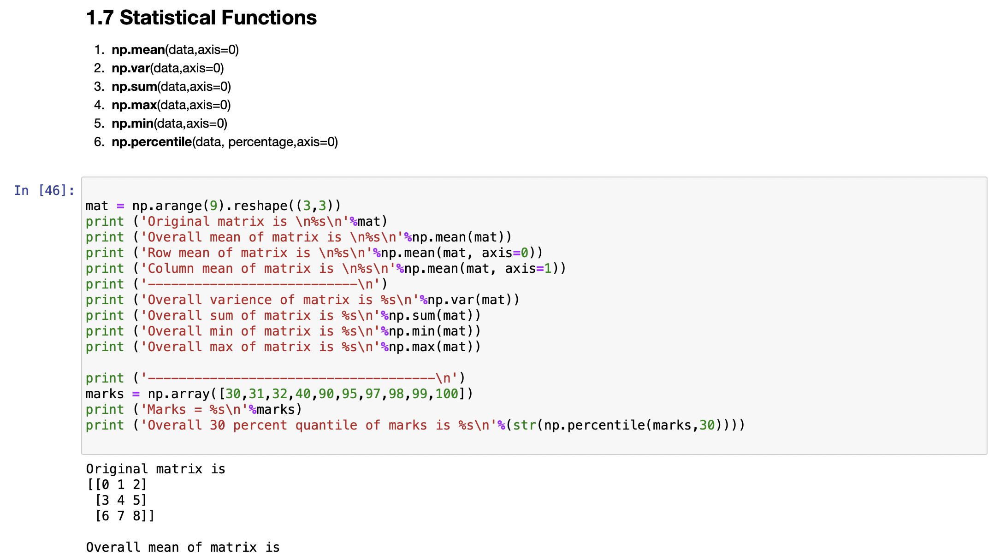 1.7 Statistical Functions
1. np.mean(data,axis=0)
2. np.var(data,axis=0)
3. np.sum(data,axis=0)
4. np.max(data,axis=0)
5. np.min(data,axis=0)
6. np.percentile(data, percentage,axis=0)
In [46]:
mat = np.arange(9).reshape((3,3))
print ('Original matrix is \n%s\n'%mat)
print ('Overall mean of matrix is \n%s\n'%np.mean(mat))
print ('Row mean of matrix is \n%s\n'%np.mean(mat, axis=0))
print ('Column mean of matrix is \n%s\n'%np.mean(mat, axis=1))
print ('---------------------------\n')
print ('Overall varience of matrix is %s\n'%np.var(mat))
print ('Overall sum of matrix is %s\n'%np.sum(mat))
print ('Overall min of matrix is %s\n'%np.min(mat))
print ('Overall max of matrix is %s\n'%np.max(mat))
print ('-------------------------------------\n')
marks = np.array([30,31,32,40,90,95,97,98,99,100])
print ('Marks = %s\n'%marks)
print ('Overall 30 percent quantile of marks is %s\n'%(str(np.percentile(marks,30))))
Original matrix is
[[0 1 2]
 [3 4 5]
 [6 7 8]]
Overall mean of matrix is